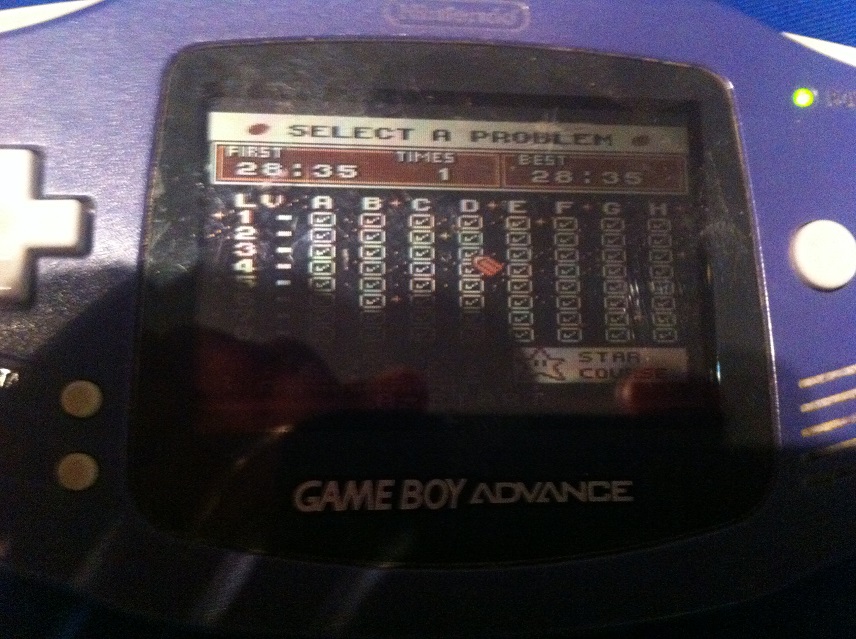 Nintendo
SELECT A PROBLEM
FIRST TIMES BEST
28:35 1 28:35
LV A B C D E F G H
1
2
3
4
STAR
COURSE
GAME BOY ADVANCE